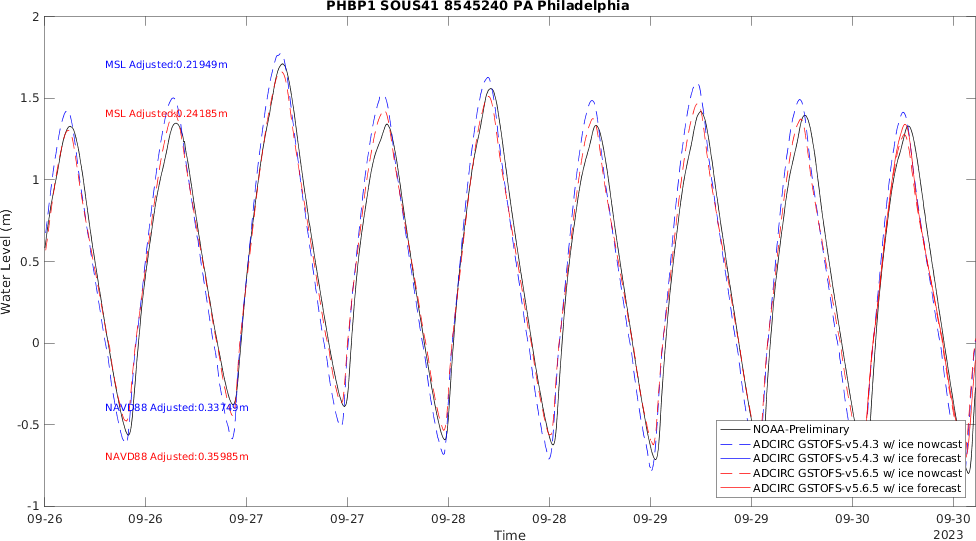 PHBP1 SOUS41 8545240 PA Philadelphia
2
1.5
1
0.5
0
-0.5
-1
Water Level (m)
MSL Adjusted:0.21949m
MSL Adjusted:0.24185m
NAVD88 Adjusted:0.33749m
NAVD88 Adjusted:0.35985m
NOAA-Preliminary
ADCIRC GSTOFS-v5.4.3 w/ ice nowcast
ADCIRC GSTOFS-v5.4.3 w/ ice forecast
ADCIRC GSTOFS-v5.6.5 w/ ice nowcast
ADCIRC GSTOFS-v5.6.5 w/ ice forecast
09-26 09-26 09-27 09-27 09-28 09-28 09-29 09-29 09-30 09-30
2023
Time